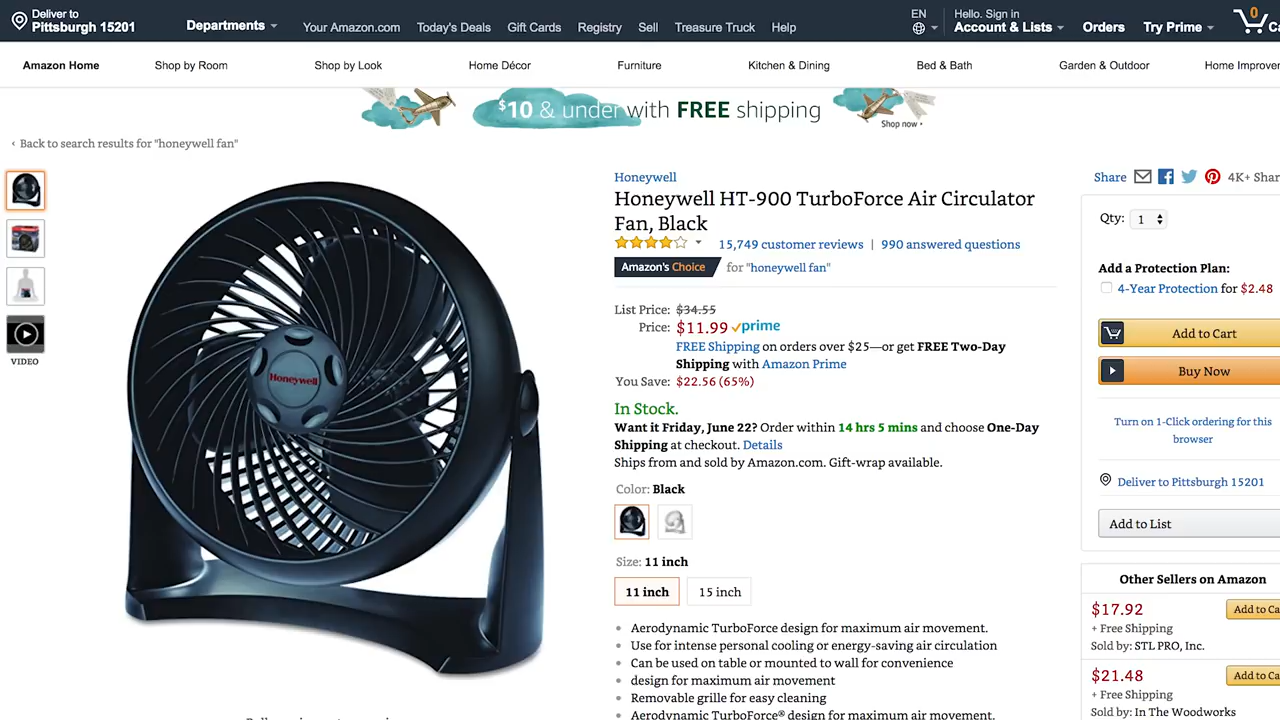 Deliver to
Pittsburgh 15201
Departments
Your Amazon.com
Today's Deals
Gift Cards
Registry
Sell
Treasure Truck
Help
EN
Hello. Sign in
Account & Lists
Orders
Try Prime
0
Amazon Home
Shop by Room
Shop by Look
Home Décor
Furniture
Kitchen & Dining
Bed & Bath
Garden & Outdoor
Home Improver
$10 & under with FREE shipping
Shop now ›
‹ Back to search results for "honeywell fan"
VIDEO
Honeywell
Honeywell
Honeywell HT-900 TurboForce Air Circulator
Fan, Black
15,749 customer reviews | 990 answered questions
Amazon's Choice for "honeywell fan"
List Price: $34.55
Price: $11.99 prime
FREE Shipping on orders over $25—or get FREE Two-Day
Shipping with Amazon Prime
You Save: $22.56 (65%)
In Stock.
Want it Friday, June 22? Order within 14 hrs 5 mins and choose One-Day
Shipping at checkout. Details
Ships from and sold by Amazon.com. Gift-wrap available.
Color: Black
Size: 11 inch
11 inch
15 inch
• Aerodynamic TurboForce design for maximum air movement.
• Use for intense personal cooling or energy-saving air circulation
• Can be used on table or mounted to wall for convenience
• design for maximum air movement
• Removable grille for easy cleaning
• Aerodynamic TurboForce® design for maximum air movement.
Share
4K+ Shar
Qty: 1
Add a Protection Plan:
4-Year Protection for $2.48
Add to Cart
Buy Now
Turn on 1-Click ordering for this
browser
Deliver to Pittsburgh 15201
Add to List
Other Sellers on Amazon
$17.92
Add to Ca
+ Free Shipping
Sold by: STL PRO, Inc.
$21.48
Add to Ca
+ Free Shipping
Sold by: In The Woodworks